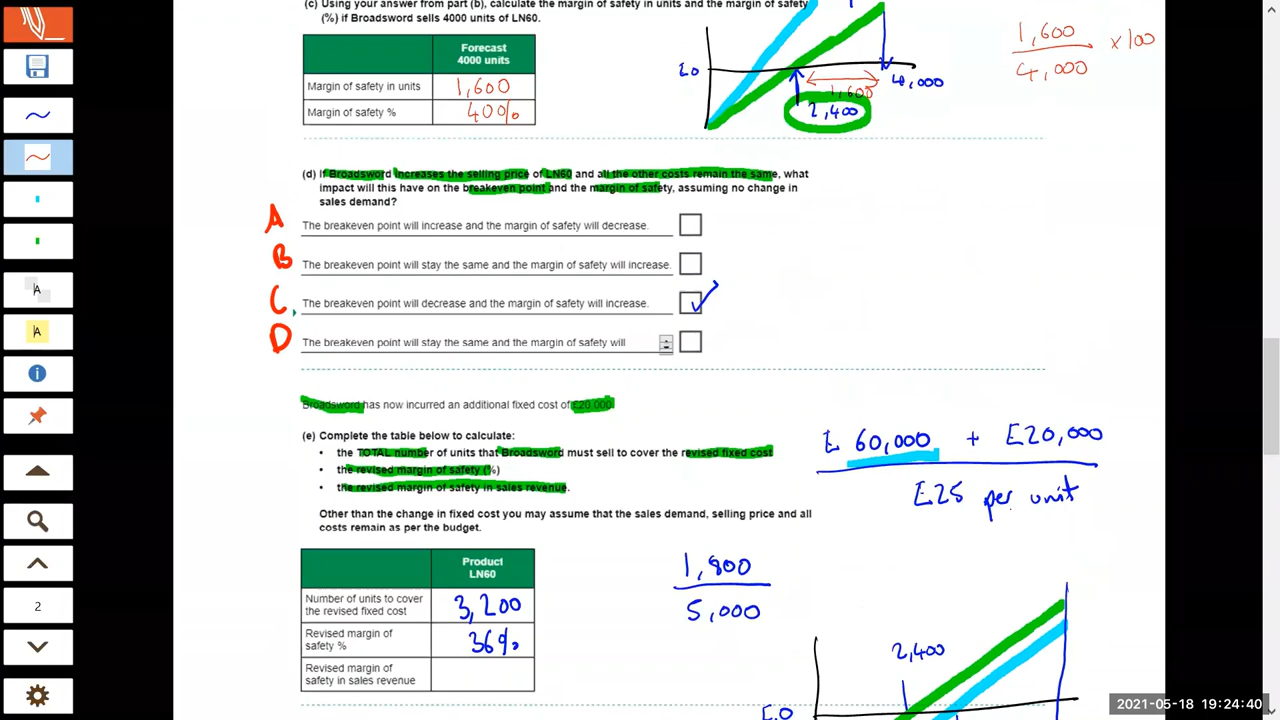 (c) Using your answer from part (b), calculate the margin of safety in units and the margin of safety
(%) if Broadsword sells 4000 units of LN60.
Forecast
4000 units
Margin of safety in units 1,600
Margin of safety % 40%
£0
1,600
4,000
2,400
1,600
4,000
x100
(d) If Broadsword increases the selling price of LN60 and all the other costs remain the same, what
impact will this have on the breakeven point and the margin of safety, assuming no change in
sales demand?
A The breakeven point will increase and the margin of safety will decrease.
B The breakeven point will stay the same and the margin of safety will increase.
C. The breakeven point will decrease and the margin of safety will increase.
D The breakeven point will stay the same and the margin of safety will
Broadsword has now incurred an additional fixed cost of £20,000.
(e) Complete the table below to calculate:
• the TOTAL number of units that Broadsword must sell to cover the revised fixed cost
• the revised margin of safety (%)
• the revised margin of safety in sales revenue.
£ 60,000 + £20,000
£25 per unit
Other than the change in fixed cost you may assume that the sales demand, selling price and all
costs remain as per the budget.
Product
LN60
Number of units to cover
the revised fixed cost
3,200
Revised margin of
safety %
36%
Revised margin of
safety in sales revenue
1,800
5,000
2,400
£0
A
A
2
2021-05-18 19:24:40